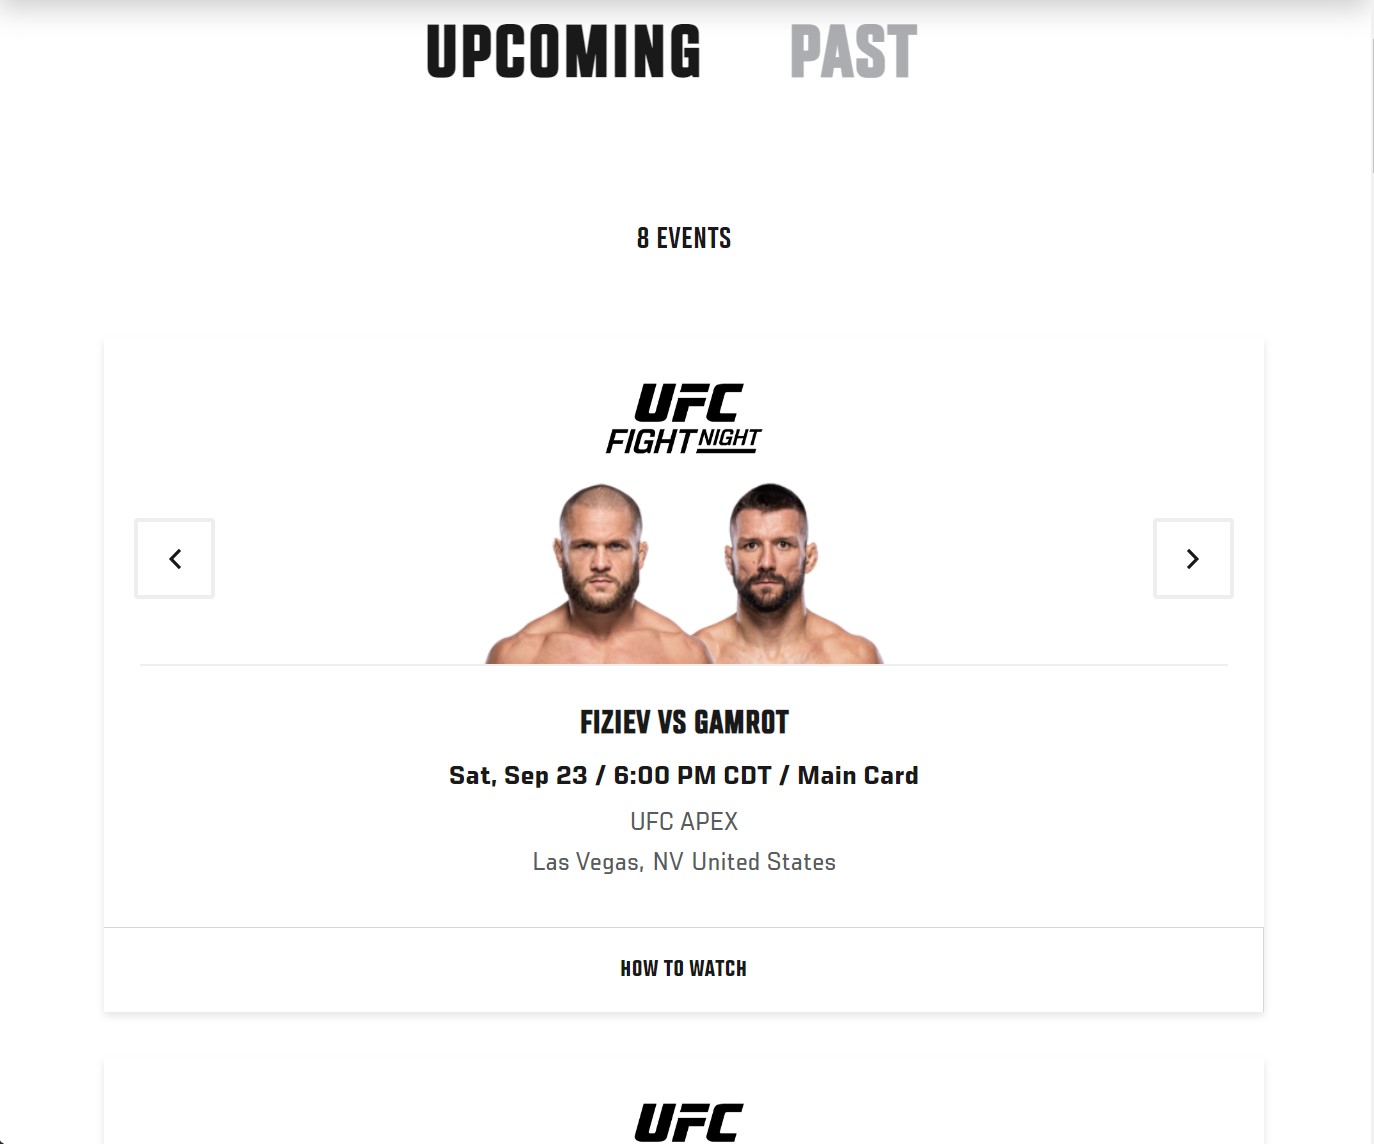 UPCOMING PAST
8 EVENTS
UFC
FIGHT NIGHT
FIZIEV VS GAMROT
Sat, Sep 23 / 6:00 PM CDT / Main Card
UFC APEX
Las Vegas, NV United States
HOW TO WATCH
UFC